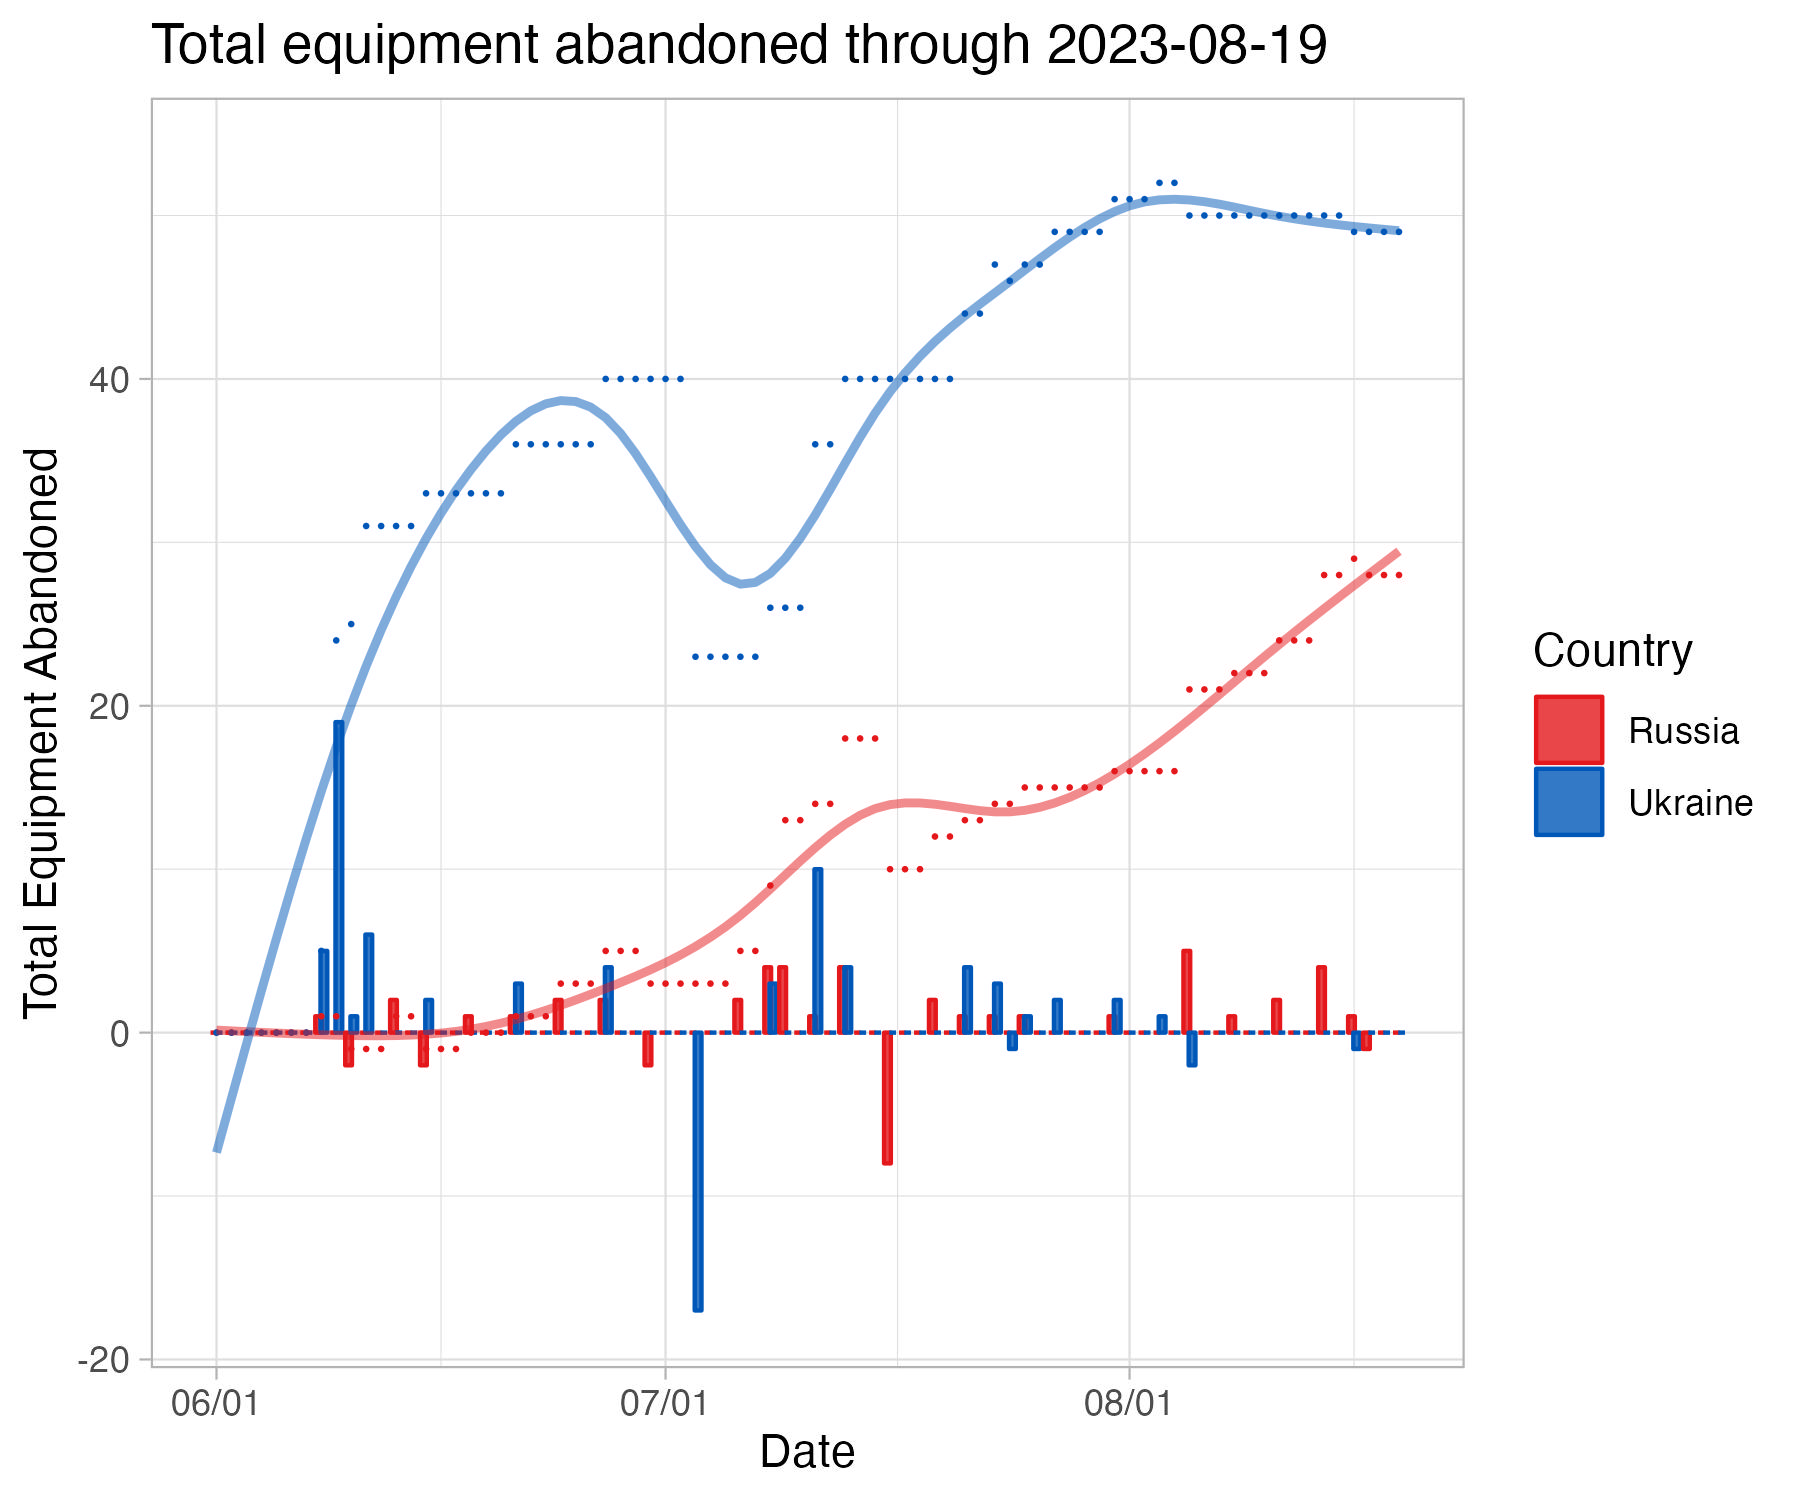 Total equipment abandoned through 2023-08-19
Total Equipment Abandoned
40
20
0
-20
06/01
07/01
08/01
Date
Country
Russia
Ukraine